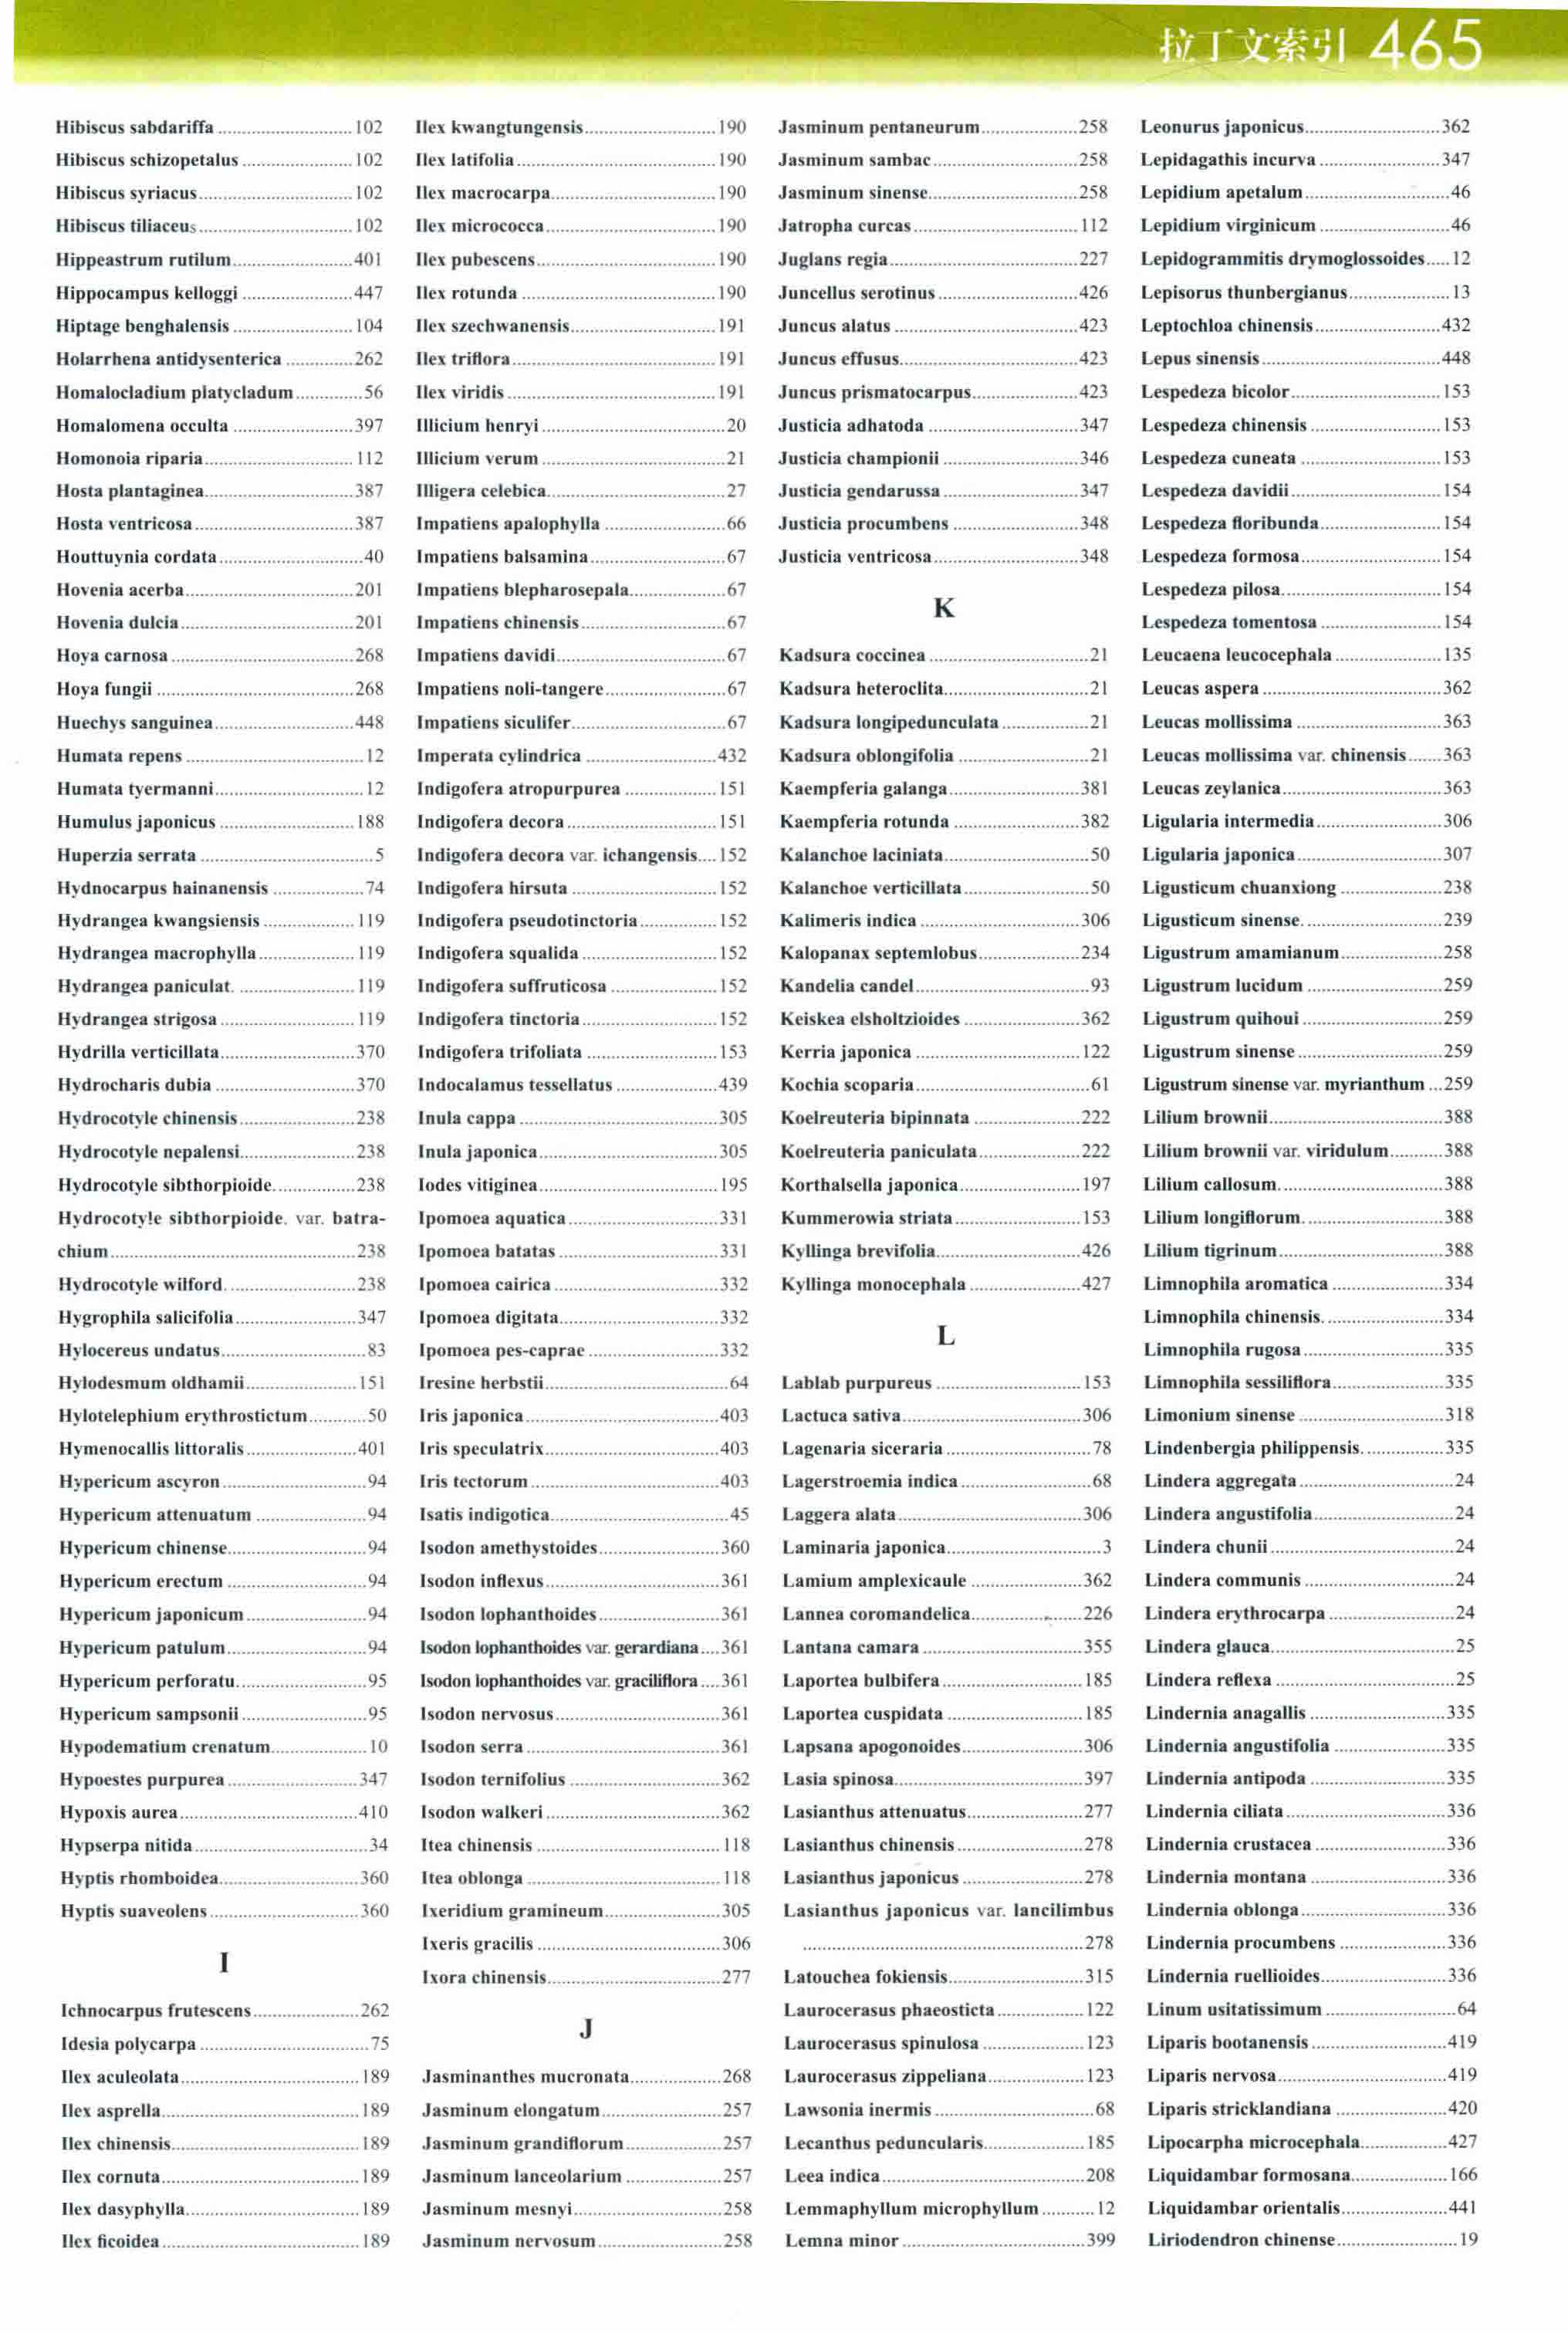 拉丁文索引 465
Hibiscus sabdariffa ........ 102
Hibiscus schizopetalus ........ 102
Hibiscus syriacus ........ 102
Hibiscus tiliaceus ........ 102
Hippeastrum rutilum ........ 401
Hippocampus kelloggi ........ 447
Hiptage benghalensis ........ 104
Holarrhena antidysenterica ........ 262
Homalocladium platycladum ........ 56
Homalomena occulta ........ 397
Homonoia riparia ........ 112
Hosta plantaginea ........ 387
Hosta ventricosa ........ 387
Houttuynia cordata ........ 40
Hovenia acerba ........ 201
Hovenia dulcia ........ 201
Hoya carnosa ........ 268
Hoya fungii ........ 268
Huechys sanguinea ........ 448
Humata repens ........ 12
Humata tyermanni ........ 12
Humulus japonicus ........ 188
Huperzia serrata ........ 5
Hydnocarpus hainanensis ........ 74
Hydrangea kwangsiensis ........ 119
Hydrangea macrophylla ........ 119
Hydrangea paniculat. ........ 119
Hydrangea strigosa ........ 119
Hydrilla verticillata ........ 370
Hydrocharis dubia ........ 370
Hydrocotyle chinensis ........ 238
Hydrocotyle nepalensi ........ 238
Hydrocotyle sibthorpioide ........ 238
Hydrocotyle sibthorpioide. var. batra-
chium ........ 238
Hydrocotyle wilford ........ 238
Hygrophila salicifolia ........ 347
Hylocereus undatus ........ 83
Hylodesmum oldhamii ........ 151
Hylotelephium erythrostictum ........ 50
Hymenocallis littoralis ........ 401
Hypericum ascyron ........ 94
Hypericum attenuatum ........ 94
Hypericum chinense ........ 94
Hypericum erectum ........ 94
Hypericum japonicum ........ 94
Hypericum patulum ........ 94
Hypericum perforatu ........ 95
Hypericum sampsonii ........ 95
Hypodematium crenatum ........ 10
Hypoestes purpurea ........ 347
Hypoxis aurea ........ 410
Hypserpa nitida ........ 34
Hyptis rhomboidea ........ 360
Hyptis suaveolens ........ 360
I
Ichnocarpus frutescens ........ 262
Idesia polycarpa ........ 75
Ilex aculeolata ........ 189
Ilex asprella ........ 189
Ilex chinensis ........ 189
Ilex cornuta ........ 189
Ilex dasyphylla ........ 189
Ilex ficoidea ........ 189
Ilex kwangtungensis ........ 190
Ilex latifolia ........ 190
Ilex macrocarpa ........ 190
Ilex micrococca ........ 190
Ilex pubescens ........ 190
Ilex rotunda ........ 190
Ilex szechwanensis ........ 191
Ilex triflora ........ 191
Ilex viridis ........ 191
Illicium henryi ........ 20
Illicium verum ........ 21
Illigera celebica ........ 27
Impatiens apalophylla ........ 66
Impatiens balsamina ........ 67
Impatiens blepharosepala ........ 67
Impatiens chinensis ........ 67
Impatiens davidi ........ 67
Impatiens noli-tangere ........ 67
Impatiens siculifer ........ 67
Imperata cylindrica ........ 432
Indigofera atropurpurea ........ 151
Indigofera decora ........ 151
Indigofera decora var. ichangensis .... 152
Indigofera hirsuta ........ 152
Indigofera pseudotinctoria ........ 152
Indigofera squalida ........ 152
Indigofera suffruticosa ........ 152
Indigofera tinctoria ........ 152
Indigofera trifoliata ........ 153
Indocalamus tessellatus ........ 439
Inula cappa ........ 305
Inula japonica ........ 305
Iodes vitiginea ........ 195
Ipomoea aquatica ........ 331
Ipomoea batatas ........ 331
Ipomoea cairica ........ 332
Ipomoea digitata ........ 332
Ipomoea pes-caprae ........ 332
Iresine herbstii ........ 64
Iris japonica ........ 403
Iris speculatrix ........ 403
Iris tectorum ........ 403
Isatis indigotica ........ 45
Isodon amethystoides ........ 360
Isodon inflexus ........ 361
Isodon lophanthoides ........ 361
Isodon lophanthoides var. gerardiana .... 361
Isodon lophanthoides var. graciliflora .... 361
Isodon nervosus ........ 361
Isodon serra ........ 361
Isodon ternifolius ........ 362
Isodon walkeri ........ 362
Itea chinensis ........ 118
Itea oblonga ........ 118
Ixeridium gramineum ........ 305
Ixeris gracilis ........ 306
Ixora chinensis ........ 277
J
Jasminanthes mucronata ........ 268
Jasminum elongatum ........ 257
Jasminum grandiflorum ........ 257
Jasminum lanceolarium ........ 257
Jasminum mesnyi ........ 258
Jasminum nervosum ........ 258
Jasminum pentaneurum ........ 258
Jasminum sambac ........ 258
Jasminum sinense ........ 258
Jatropha curcas ........ 112
Juglans regia ........ 227
Juncellus serotinus ........ 426
Juncus alatus ........ 423
Juncus effusus ........ 423
Juncus prismatocarpus ........ 423
Justicia adhatoda ........ 347
Justicia championii ........ 346
Justicia gendarussa ........ 347
Justicia procumbens ........ 348
Justicia ventricosa ........ 348
K
Kadsura coccinea ........ 21
Kadsura heteroclita ........ 21
Kadsura longipedunculata ........ 21
Kadsura oblongifolia ........ 21
Kaempferia galanga ........ 381
Kaempferia rotunda ........ 382
Kalanchoe laciniata ........ 50
Kalanchoe verticillata ........ 50
Kalimeris indica ........ 306
Kalopanax septemlobus ........ 234
Kandelia candel ........ 93
Keiskea elsholtzioides ........ 362
Kerria japonica ........ 122
Kochia scoparia ........ 61
Koelreuteria bipinnata ........ 222
Koelreuteria paniculata ........ 222
Korthalsella japonica ........ 197
Kummerowia striata ........ 153
Kyllinga brevifolia ........ 426
Kyllinga monocephala ........ 427
L
Lablab purpureus ........ 153
Lactuca sativa ........ 306
Lagenaria siceraria ........ 78
Lagerstroemia indica ........ 68
Laggera alata ........ 306
Laminaria japonica ........ 3
Lamium amplexicaule ........ 362
Lannea coromandelica ........ 226
Lantana camara ........ 355
Laportea bulbifera ........ 185
Laportea cuspidata ........ 185
Lapsana apogonoides ........ 306
Lasia spinosa ........ 397
Lasianthus attenuatus ........ 277
Lasianthus chinensis ........ 278
Lasianthus japonicus ........ 278
Lasianthus japonicus var. lancilimbus
........ 278
Latouchea fokiensis ........ 315
Laurocerasus phaeosticta ........ 122
Laurocerasus spinulosa ........ 123
Laurocerasus zippeliana ........ 123
Lawsonia inermis ........ 68
Lecanthus peduncularis ........ 185
Leea indica ........ 208
Lemmaphyllum microphyllum ........ 12
Lemna minor ........ 399
Leonurus japonicus ........ 362
Lepidagathis incurva ........ 347
Lepidium apetalum ........ 46
Lepidium virginicum ........ 46
Lepidogrammitis drymoglossoides ..... 12
Lepisorus thunbergianus ........ 13
Leptochloa chinensis ........ 432
Lepus sinensis ........ 448
Lespedeza bicolor ........ 153
Lespedeza chinensis ........ 153
Lespedeza cuneata ........ 153
Lespedeza davidii ........ 154
Lespedeza floribunda ........ 154
Lespedeza formosa ........ 154
Lespedeza pilosa ........ 154
Lespedeza tomentosa ........ 154
Leucaena leucocephala ........ 135
Leucas aspera ........ 362
Leucas mollissima ........ 363
Leucas mollissima var. chinensis ....... 363
Leucas zeylanica ........ 363
Ligularia intermedia ........ 306
Ligularia japonica ........ 307
Ligusticum chuanxiong ........ 238
Ligusticum sinense ........ 239
Ligustrum amamianum ........ 258
Ligustrum lucidum ........ 259
Ligustrum quihoui ........ 259
Ligustrum sinense ........ 259
Ligustrum sinense var. myrianthum ... 259
Lilium brownii ........ 388
Lilium brownii var. viridulum ........ 388
Lilium callosum ........ 388
Lilium longiflorum ........ 388
Lilium tigrinum ........ 388
Limnophila aromatica ........ 334
Limnophila chinensis ........ 334
Limnophila rugosa ........ 335
Limnophila sessiliflora ........ 335
Limonium sinense ........ 318
Lindenbergia philippensis ........ 335
Lindera aggregata ........ 24
Lindera angustifolia ........ 24
Lindera chunii ........ 24
Lindera communis ........ 24
Lindera erythrocarpa ........ 24
Lindera glauca ........ 25
Lindera reflexa ........ 25
Lindernia anagallis ........ 335
Lindernia angustifolia ........ 335
Lindernia antipoda ........ 335
Lindernia ciliata ........ 336
Lindernia crustacea ........ 336
Lindernia montana ........ 336
Lindernia oblonga ........ 336
Lindernia procumbens ........ 336
Lindernia ruellioides ........ 336
Linum usitatissimum ........ 64
Liparis bootanensis ........ 419
Liparis nervosa ........ 419
Liparis stricklandiana ........ 420
Lipocarpha microcephala ........ 427
Liquidambar formosana ........ 166
Liquidambar orientalis ........ 441
Liriodendron chinense ........ 19